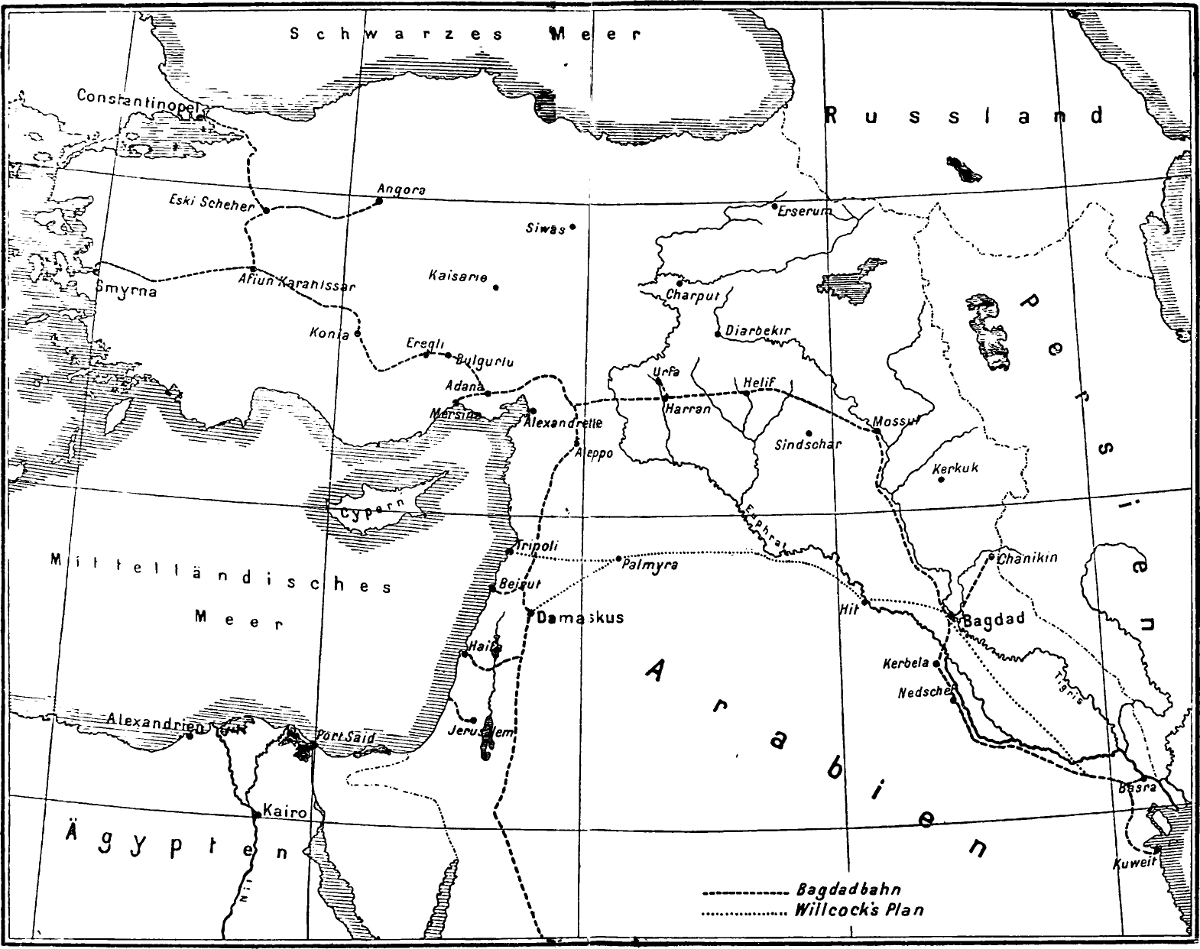 Schwarzes Meer
Constantinopel
Russland
Angora
Eski Scheher
Erserum
Siwas
Afiun Karahissar
Kaisarie
Smyrna
Charput
Persien
Konia
Diarbekir
Eregli
Bulgurlu
Urfa
Helif
Adana
Mersina
Harran
Alexandrette
Mossul
Sindschar
Aleppo
Kerkuk
Cypern
Euphrat
Tripoli
Palmyra
Chanikin
Mittelländisches
Meer
Beirut
Hit
Damaskus
Bagdad
Haifa
Kerbela
Arabien
Nedschef
Tigris
Alexandrien
Port Said
Jerusalem
Basra
Kairo
Ägypten
Kuweit
Nil
Bagdadbahn
Willcock's Plan